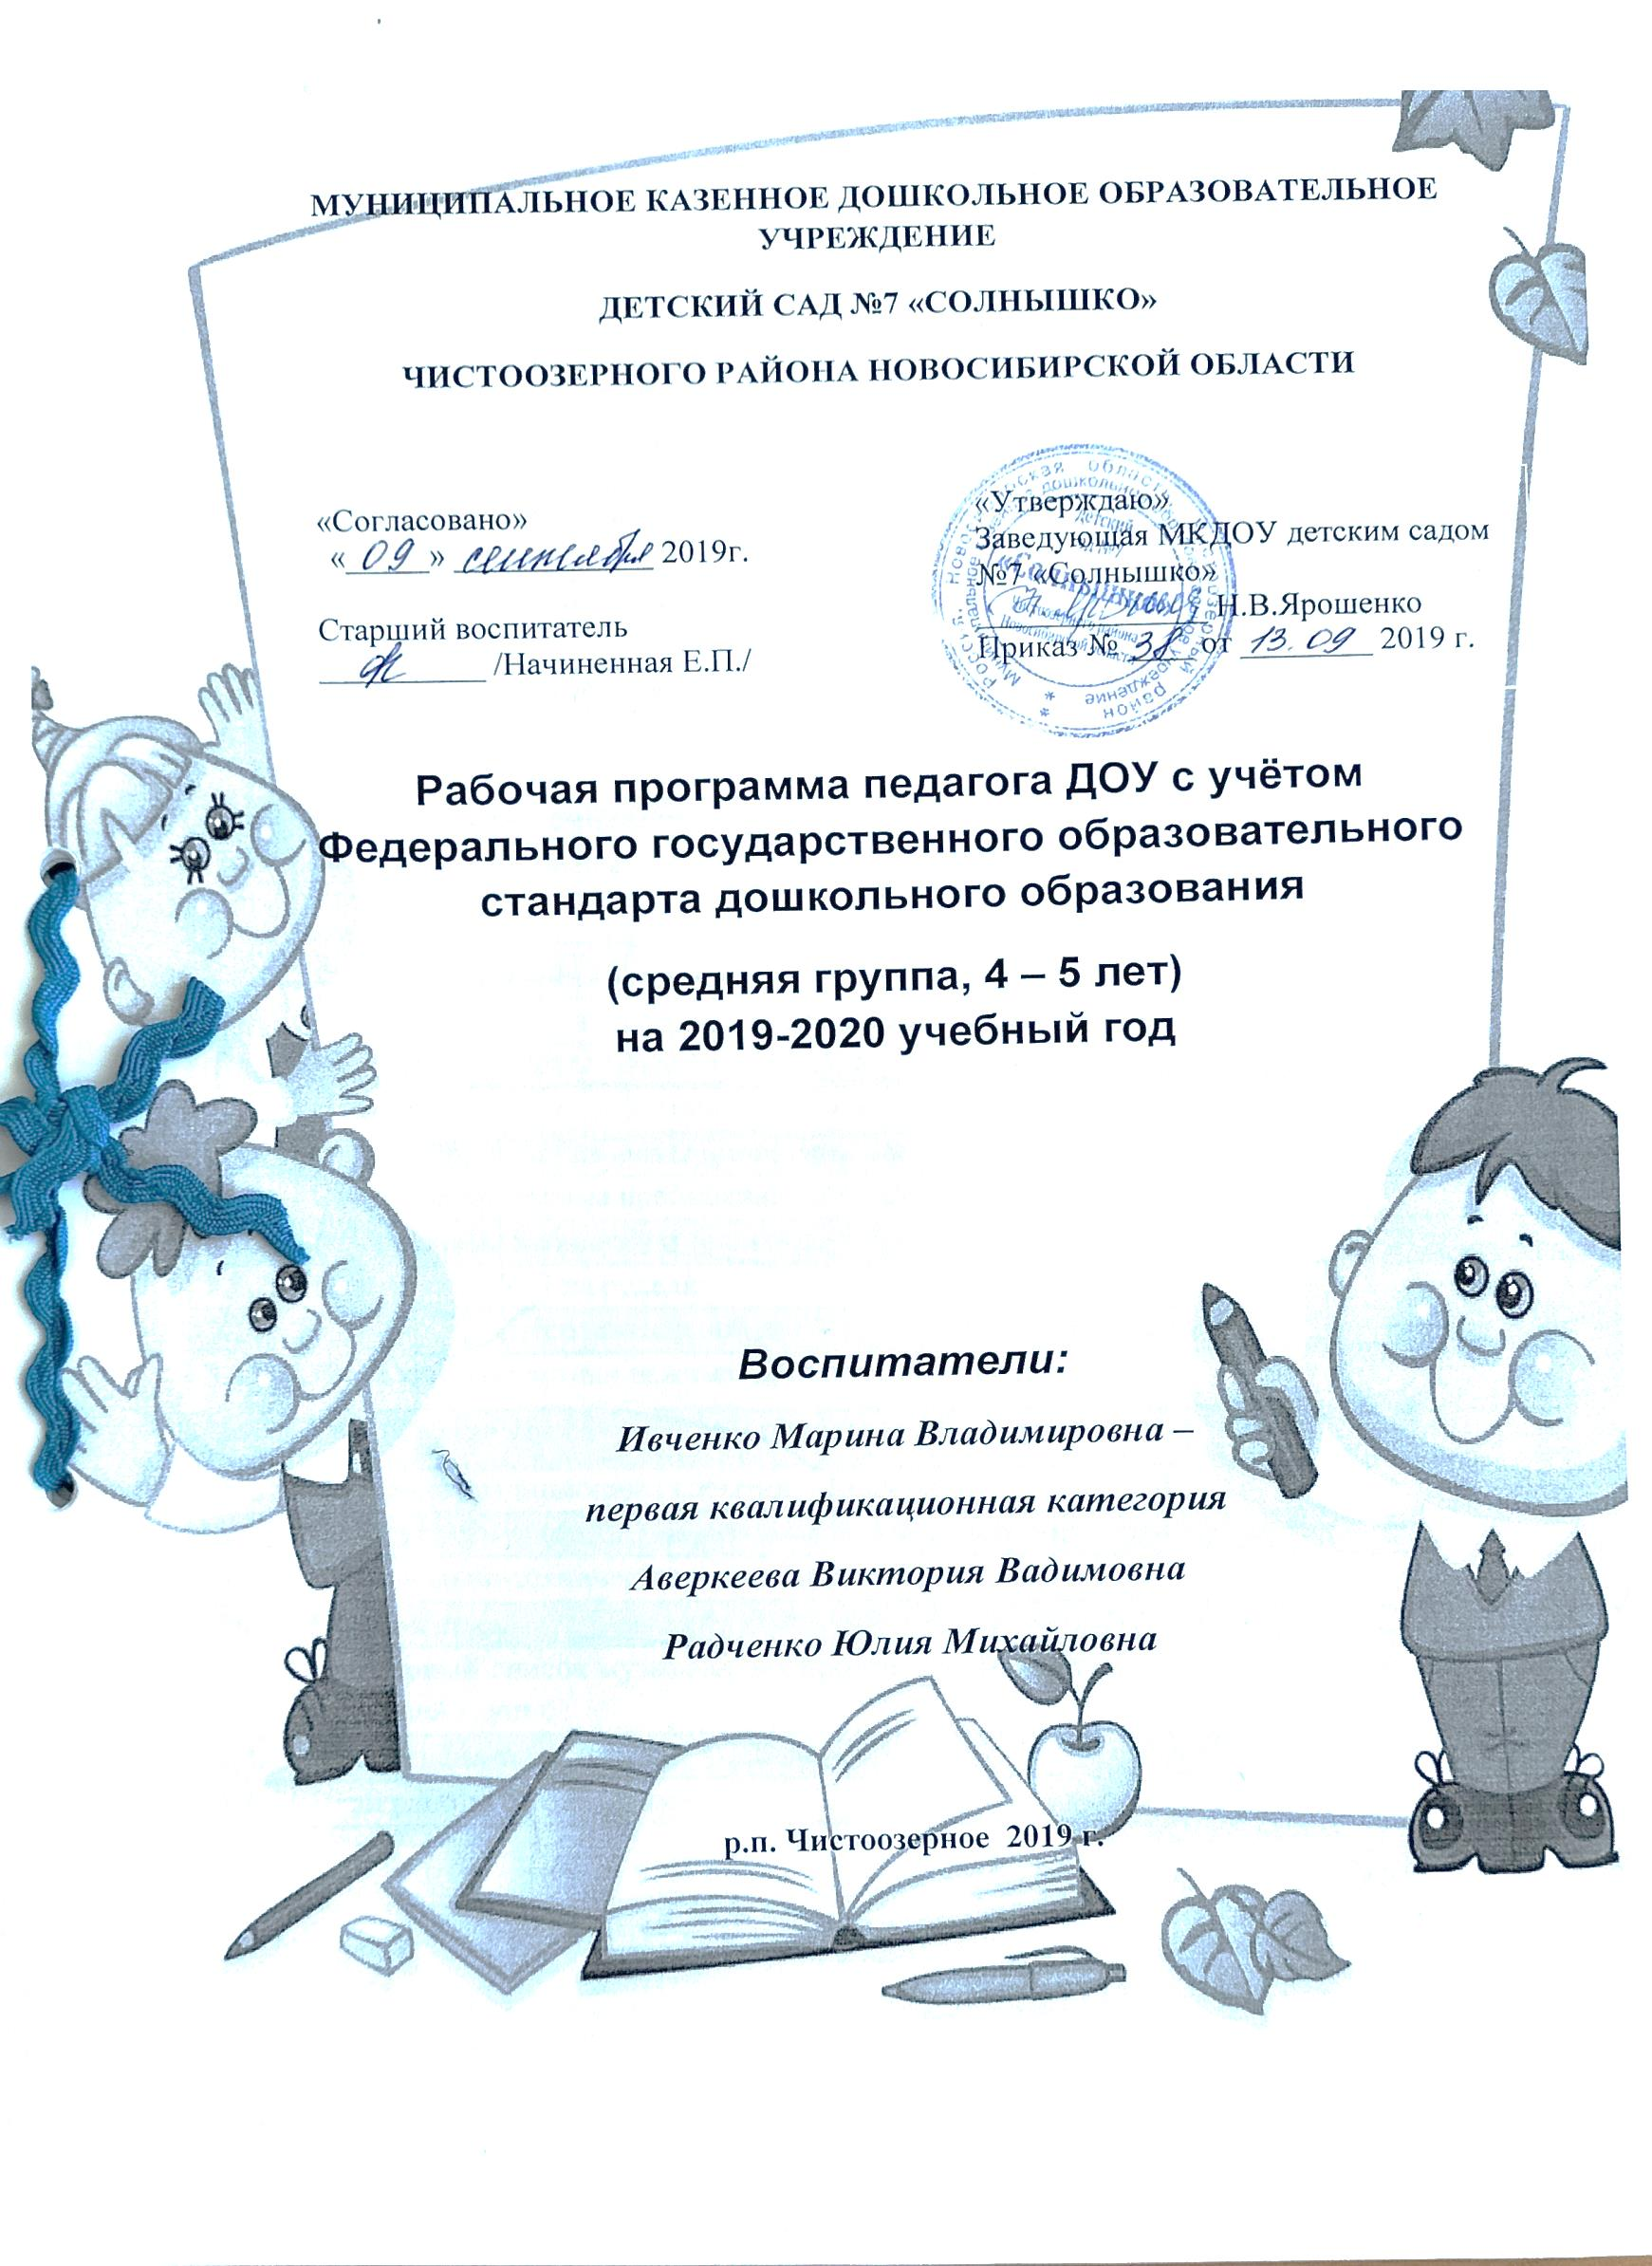 МУНИЦИПАЛЬНОЕ КАЗЕННОЕ ДОШКОЛЬНОЕ ОБРАЗОВАТЕЛЬНОЕ
УЧРЕЖДЕНИЕ
ДЕТСКИЙ САД №7 «СОЛНЫШКО»
ЧИСТООЗЕРНОГО РАЙОНА НОВОСИБИРСКОЙ ОБЛАСТИ
«Согласовано»
«09» сентября 2019г.
Старший воспитатель
/Начиненная Е.П./
«Утверждаю»
Заведующая МКДОУ детским садом
№7 «Солнышко»
Н.В.Ярошенко
Приказ № 38 от 13.09 2019 г.
Рабочая программа педагога ДОУ с учётом
Федерального государственного образовательного
стандарта дошкольного образования
(средняя группа, 4 – 5 лет)
на 2019-2020 учебный год
Воспитатели:
Ивченко Марина Владимировна –
первая квалификационная категория
Аверкеева Виктория Вадимовна
Радченко Юлия Михайловна
р.п. Чистоозерное 2019 г.